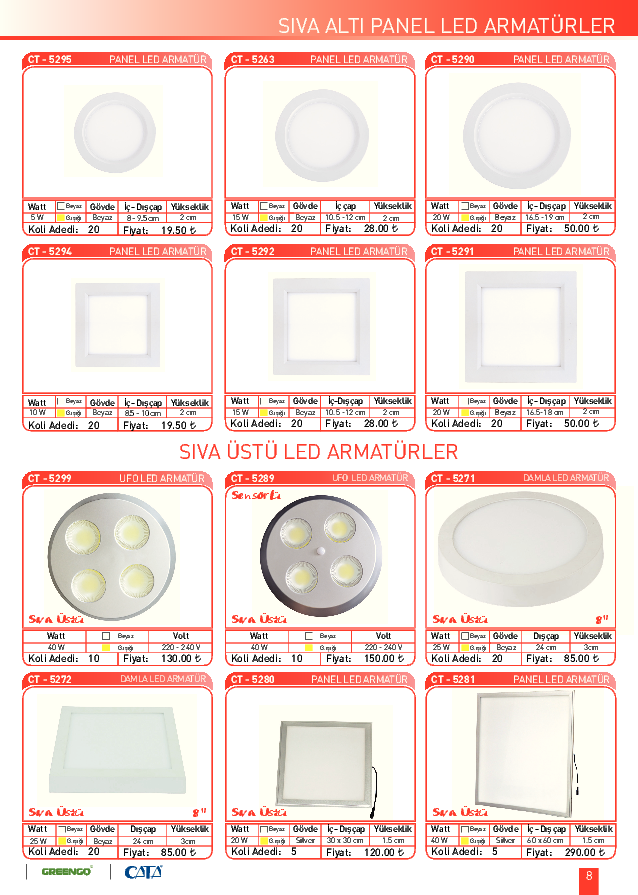 SIVA ALTI PANEL LED ARMATÜRLER
CT - 5295 PANEL LED ARMATÜR
Watt Beyaz Gövde İç - Dışçap Yükseklik
5 W Günışığı Beyaz 8 - 9.5 cm 2 cm
Koli Adedi: 20 Fiyat: 19.50 ₺
CT - 5263 PANEL LED ARMATÜR
Watt Beyaz Gövde İç çap Yükseklik
15 W Günışığı Beyaz 10.5 - 12 cm 2 cm
Koli Adedi: 20 Fiyat: 28.00 ₺
CT - 5290 PANEL LED ARMATÜR
Watt Beyaz Gövde İç - Dışçap Yükseklik
20 W Günışığı Beyaz 16.5 - 19 cm 2 cm
Koli Adedi: 20 Fiyat: 50.00 ₺
CT - 5294 PANEL LED ARMATÜR
Watt Beyaz Gövde İç - Dışçap Yükseklik
10 W Günışığı Beyaz 8.5 - 10 cm 2 cm
Koli Adedi: 20 Fiyat: 19.50 ₺
CT - 5292 PANEL LED ARMATÜR
Watt Beyaz Gövde İç-Dışçap Yükseklik
15 W Günışığı Beyaz 10.5 - 12 cm 2 cm
Koli Adedi: 20 Fiyat: 28.00 ₺
CT - 5291 PANEL LED ARMATÜR
Watt Beyaz Gövde İç - Dışçap Yükseklik
20 W Günışığı Beyaz 16.5-18 cm 2 cm
Koli Adedi: 20 Fiyat: 50.00 ₺
SIVA ÜSTÜ LED ARMATÜRLER
CT - 5299 UFO LED ARMATÜR
Sıva Üstü
Watt Beyaz Volt
40 W Günışığı 220 - 240 V
Koli Adedi: 10 Fiyat: 130.00 ₺
CT - 5289 UFO LED ARMATÜR
Sensörlü
Sıva Üstü
Watt Beyaz Volt
40 W Günışığı 220 - 240 V
Koli Adedi: 10 Fiyat: 150.00 ₺
CT - 5271 DAMLA LED ARMATÜR
Sıva Üstü 8"
Watt Beyaz Gövde Dışçap Yükseklik
25 W Günışığı Beyaz 24 cm 3cm
Koli Adedi: 20 Fiyat: 85.00 ₺
CT - 5272 DAMLA LED ARMATÜR
Sıva Üstü 8"
Watt Beyaz Gövde Dışçap Yükseklik
25 W Günışığı Beyaz 24 cm 3cm
Koli Adedi: 20 Fiyat: 85.00 ₺
CT - 5280 PANEL LED ARMATÜR
Sıva Üstü
Watt Beyaz Gövde İç - Dışçap Yükseklik
20 W Günışığı Silver 30 x 30 cm 1.5 cm
Koli Adedi: 5 Fiyat: 120.00 ₺
CT - 5281 PANEL LED ARMATÜR
Sıva Üstü
Watt Beyaz Gövde İç - Dışçap Yükseklik
40 W Günışığı Silver 60 x 60 cm 1.5 cm
Koli Adedi: 5 Fiyat: 290.00 ₺
GREENGO CATA 8